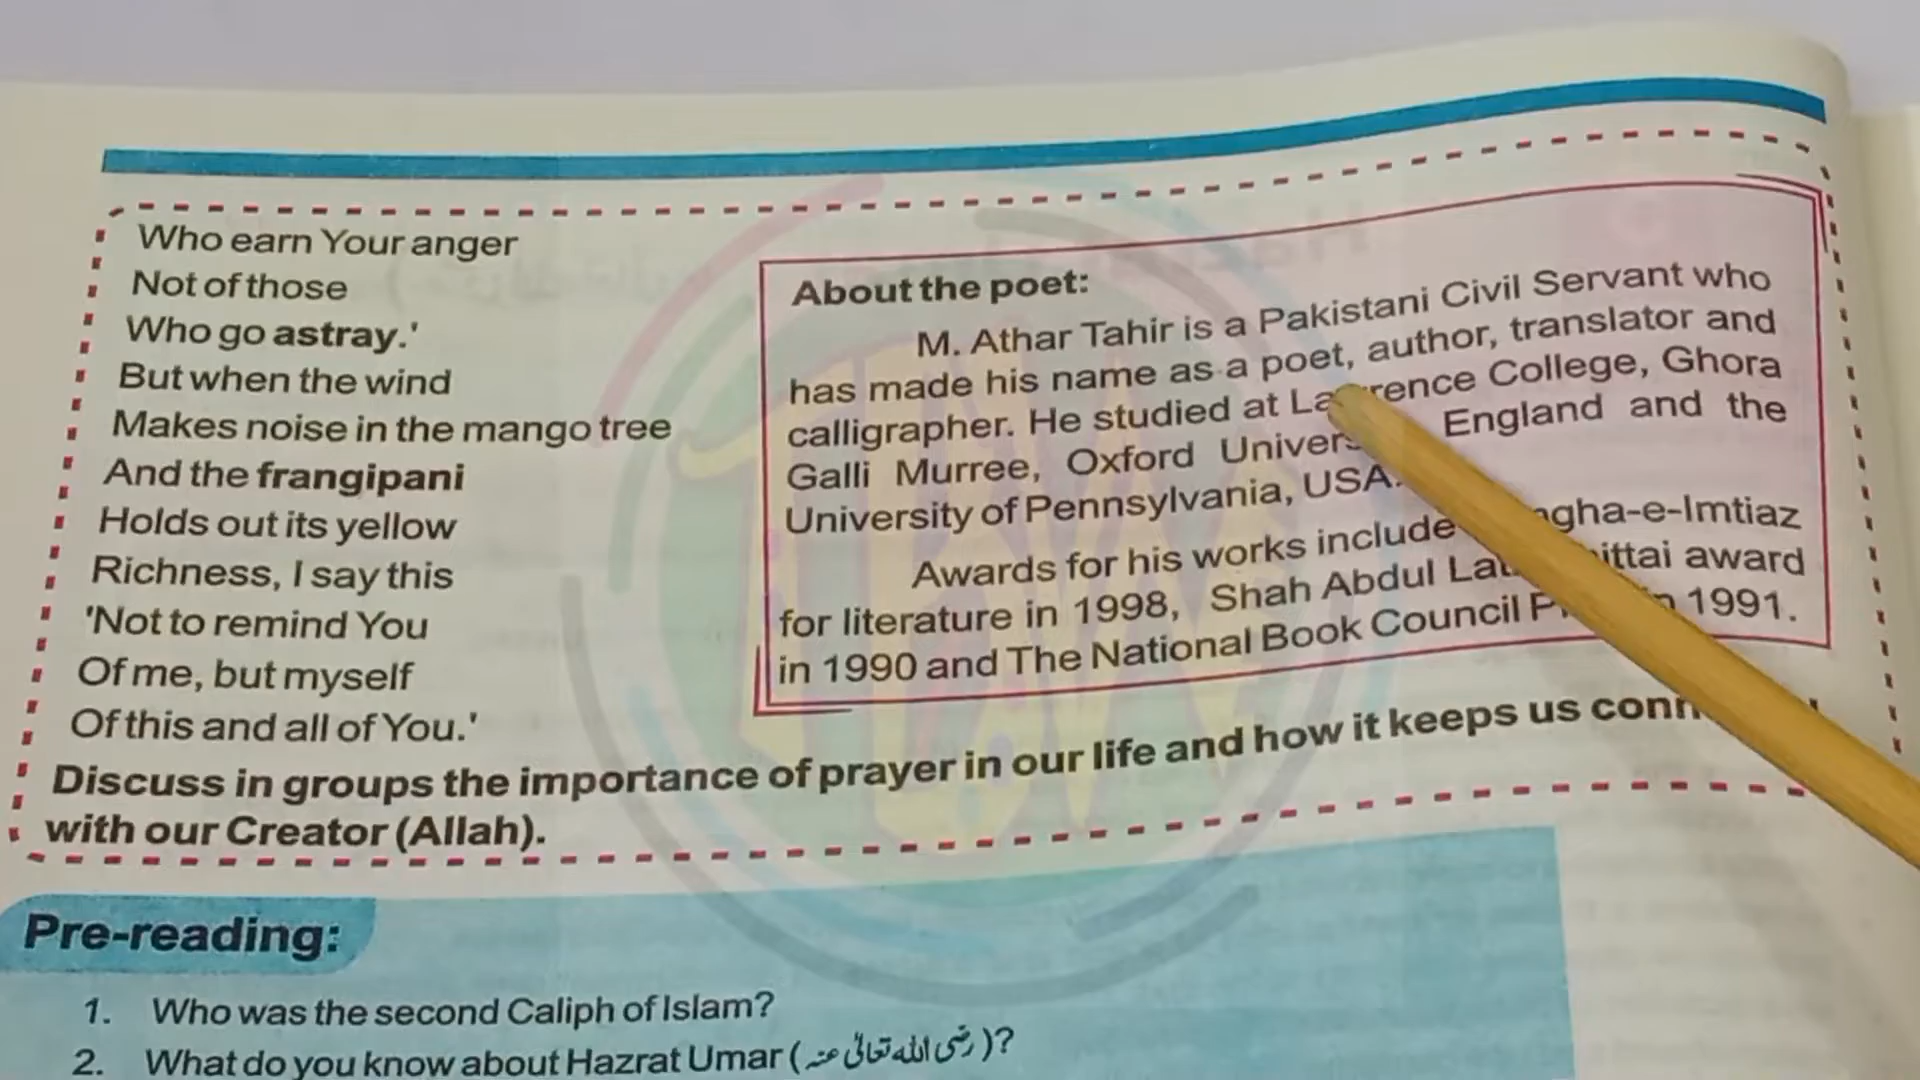 Who earn Your anger
Not of those
Who go astray.'
But when the wind
Makes noise in the mango tree
And the frangipani
Holds out its yellow
Richness, I say this
'Not to remind You
Of me, but myself
Of this and all of You.'
About the poet:
M. Athar Tahir is a Pakistani Civil Servant who
has made his name as a poet, author, translator and
calligrapher. He studied at College, Ghora
Galli Murree, Oxford England and the
University of Pennsylvania, USA.
Awards for his works include
for literature in 1998, Shah Abdul award
in 1990 and The National Book Council 1991.
Discuss in groups the importance of prayer in our life and how it keeps us
with our Creator (Allah).
Pre-reading:
1. Who was the second Caliph of Islam?
2. What do you know about Hazrat Umar (رضی اللہ تعالیٰ عنہ)?